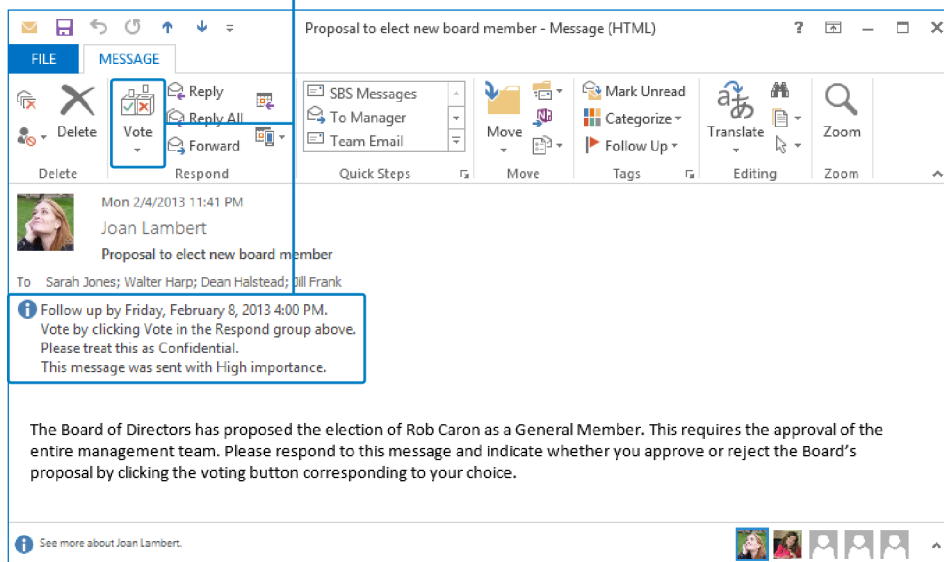 Proposal to elect new board member - Message (HTML)
?
FILE MESSAGE
Reply SBS Messages Mark Unread
Reply All To Manager Categorize
Delete Vote Forward Team Email Move Follow Up Translate Zoom
Delete Respond Quick Steps Move Tags Editing Zoom
Mon 2/4/2013 11:41 PM
Joan Lambert
Proposal to elect new board member
To Sarah Jones; Walter Harp; Dean Halstead; Jill Frank
Follow up by Friday, February 8, 2013 4:00 PM.
Vote by clicking Vote in the Respond group above.
Please treat this as Confidential.
This message was sent with High importance.
The Board of Directors has proposed the election of Rob Caron as a General Member. This requires the approval of the
entire management team. Please respond to this message and indicate whether you approve or reject the Board's
proposal by clicking the voting button corresponding to your choice.
See more about Joan Lambert.